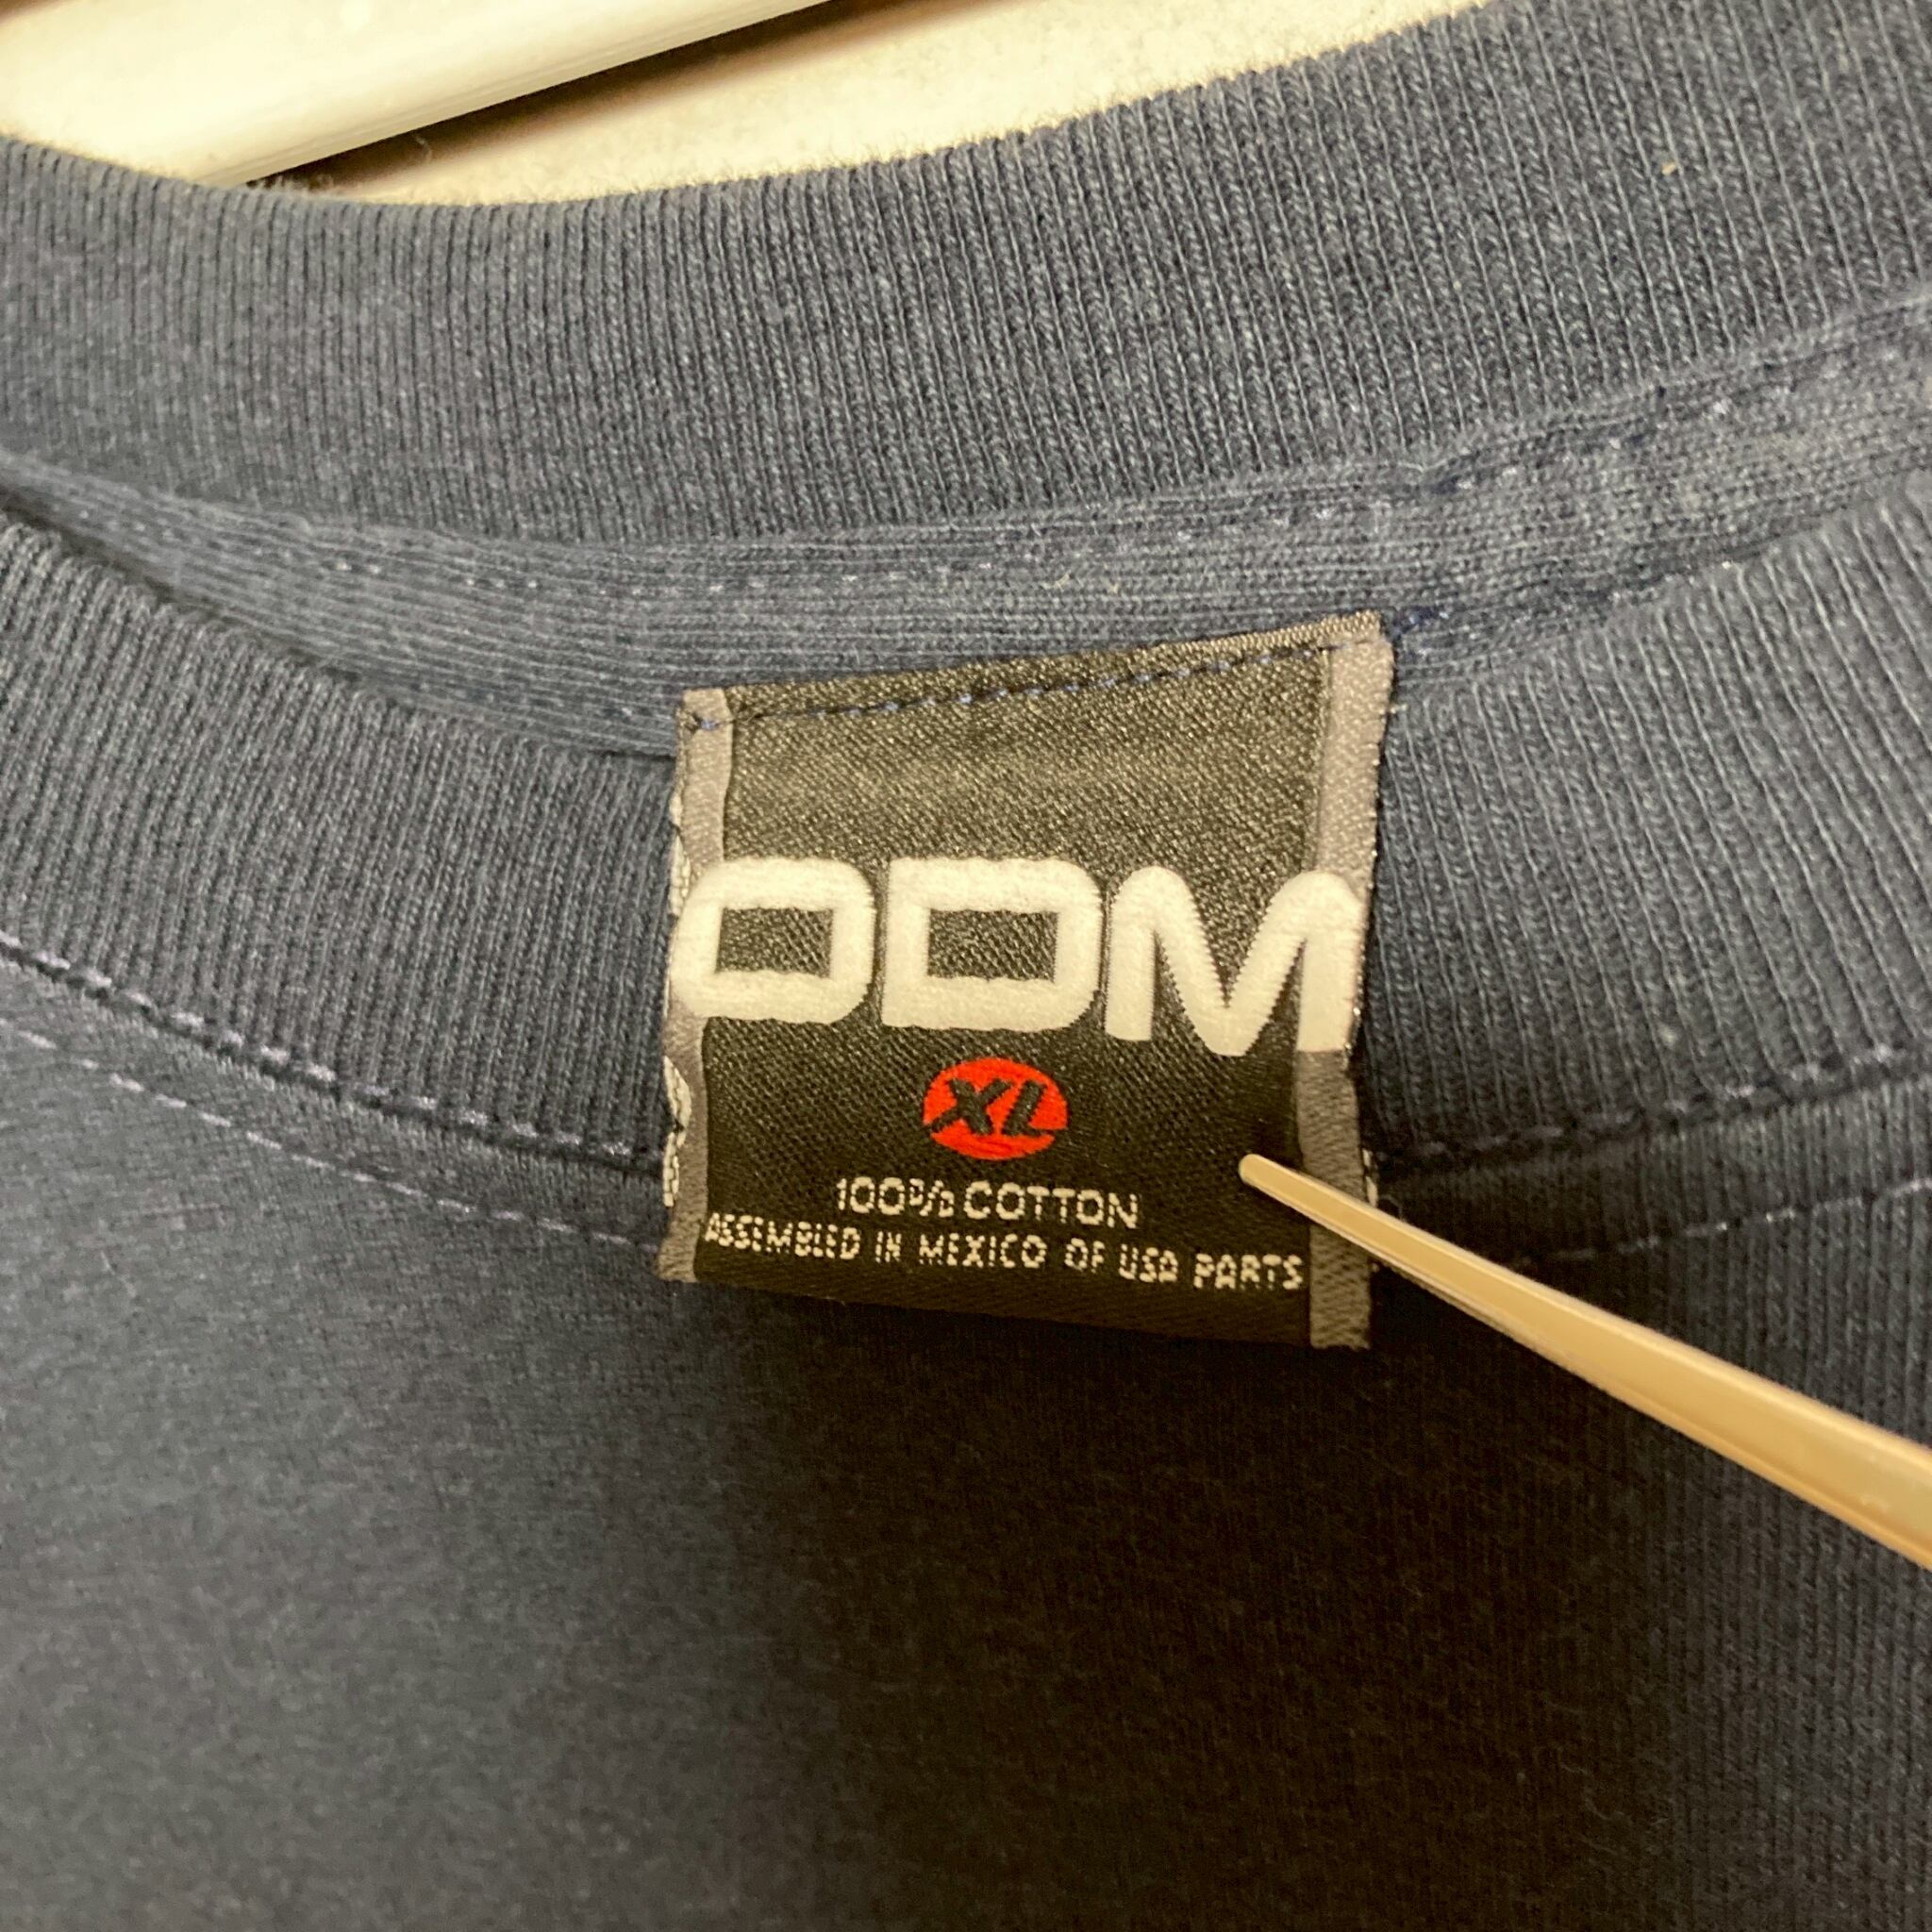 ODM
XL
100% COTTON
ASSEMBLED IN MEXICO OF USA PARTS